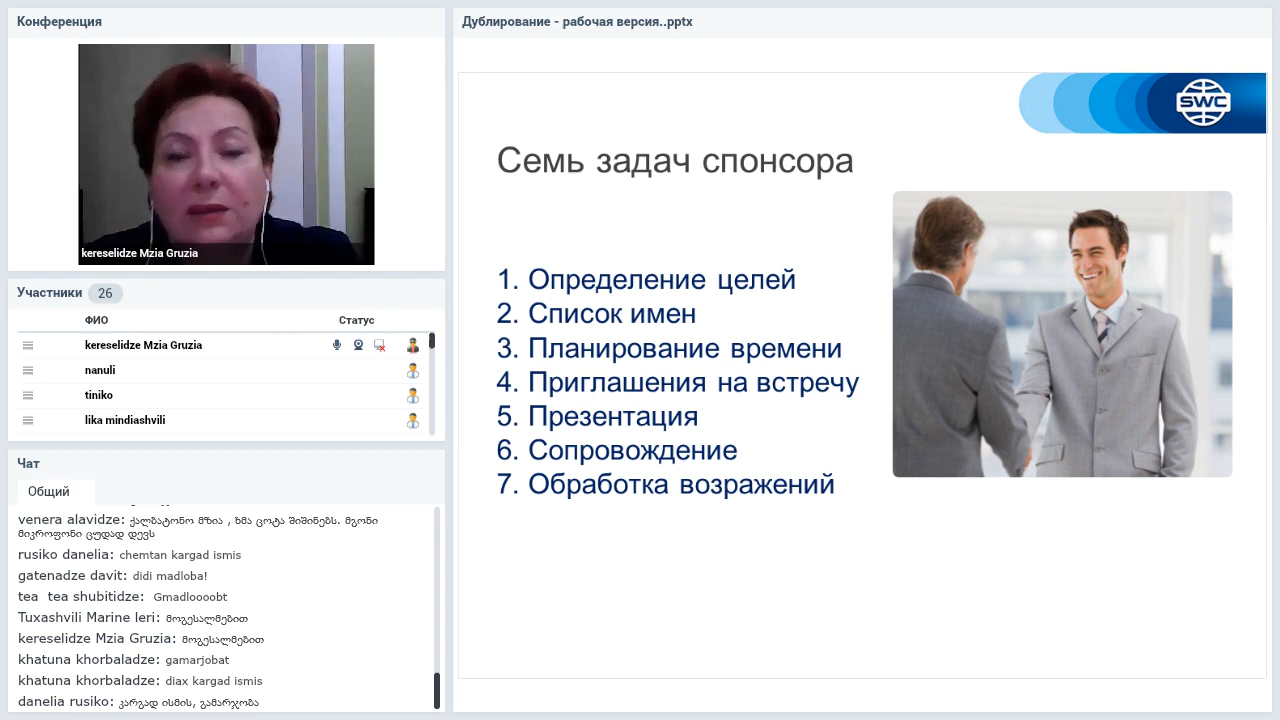 Конференция
kereselidze Mzia Gruzia
Участники 26
ФИО Статус
kereselidze Mzia Gruzia
nanuli
tiniko
lika mindiashvili
Чат
Общий
venera alavidze: ქალბატონო მზია , ხმა ცოტა შიშინებს. მგონი
მიკროფონი ცუდად დევს
rusiko danelia: chemtan kargad ismis
gatenadze davit: didi madloba!
tea tea shubitidze: Gmadloooobt
Tuxashvili Marine leri: მოგესალმებით
kereselidze Mzia Gruzia: მოგესალმებით
khatuna khorbaladze: gamarjobat
khatuna khorbaladze: diax kargad ismis
danelia rusiko: კარგად ისმის, გამარჯობა
Дублирование - рабочая версия..pptx
SWC
Семь задач спонсора
1. Определение целей
2. Список имен
3. Планирование времени
4. Приглашения на встречу
5. Презентация
6. Сопровождение
7. Обработка возражений